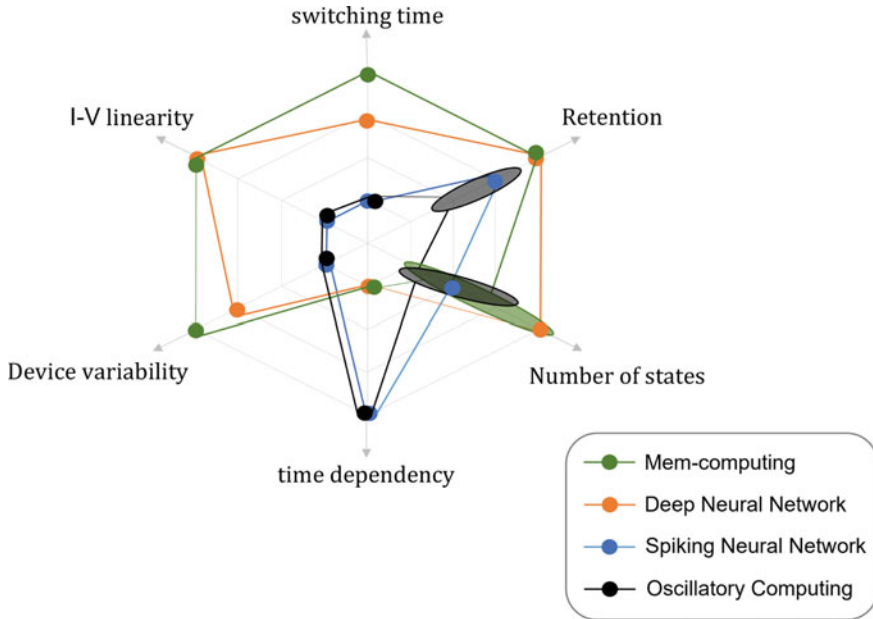 switching time
I-V linearity
Retention
Device variability
Number of states
time dependency
Mem-computing
Deep Neural Network
Spiking Neural Network
Oscillatory Computing